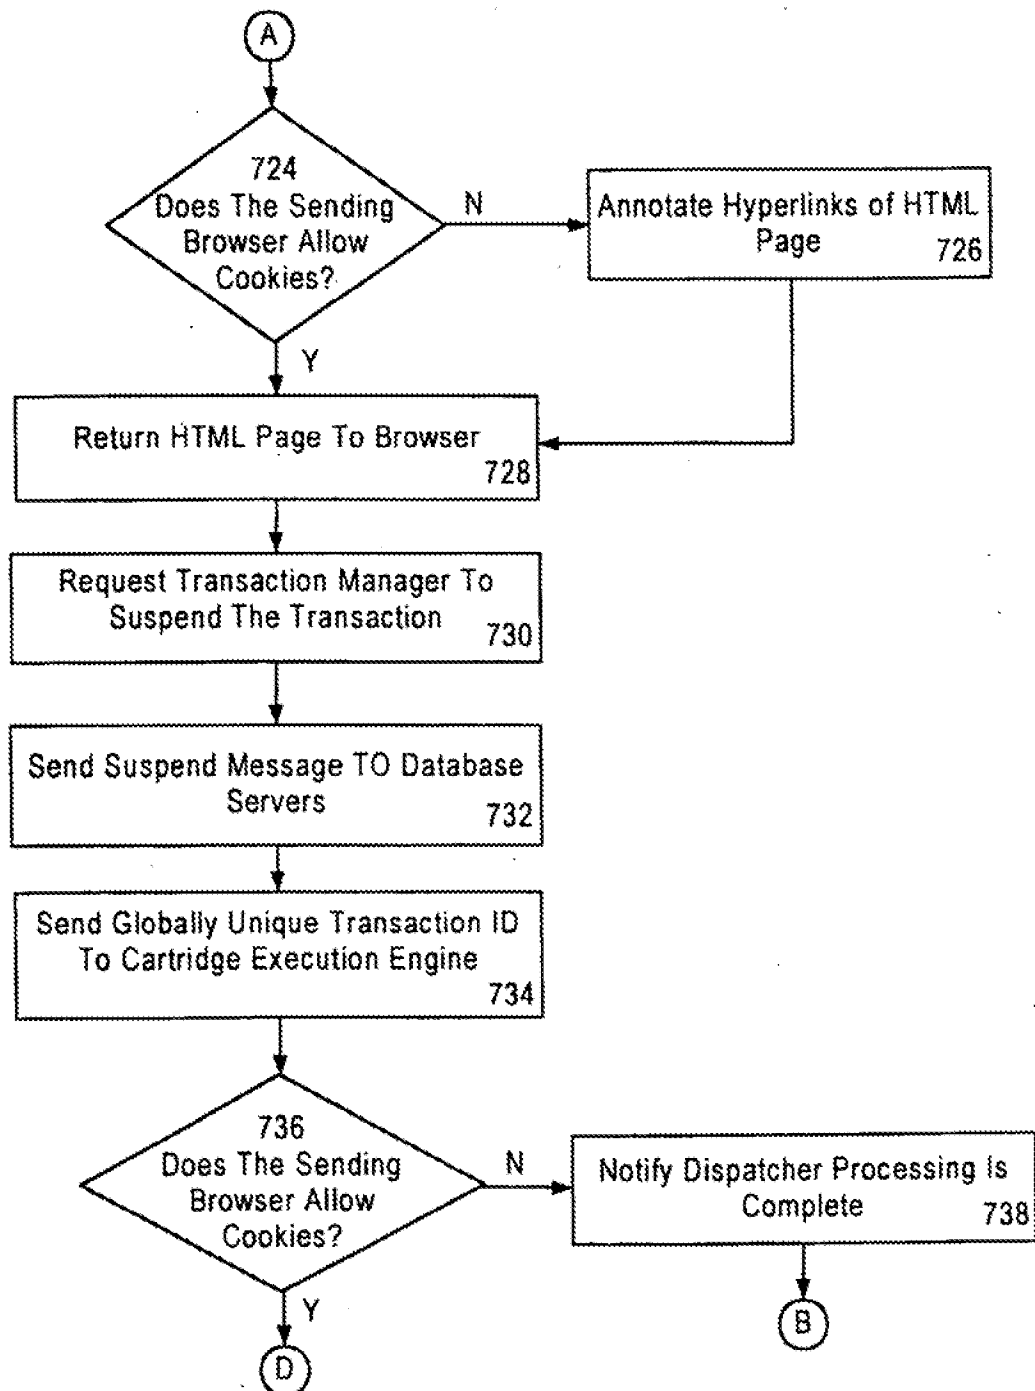 A
724
Does The Sending
Browser Allow
Cookies?
N
Annotate Hyperlinks of HTML
Page
726
Y
Return HTML Page To Browser
728
Request Transaction Manager To
Suspend The Transaction
730
Send Suspend Message TO Database
Servers
732
Send Globally Unique Transaction ID
To Cartridge Execution Engine
734
736
Does The Sending
Browser Allow
Cookies?
N
Notify Dispatcher Processing Is
Complete
738
Y
B
D